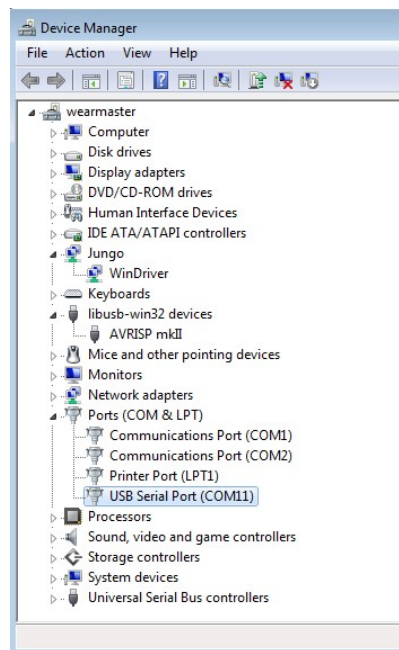 Device Manager
File Action View Help
wearmaster
Computer
Disk drives
Display adapters
DVD/CD-ROM drives
Human Interface Devices
IDE ATA/ATAPI controllers
Jungo
WinDriver
Keyboards
libusb-win32 devices
AVRISP mkII
Mice and other pointing devices
Monitors
Network adapters
Ports (COM & LPT)
Communications Port (COM1)
Communications Port (COM2)
Printer Port (LPT1)
USB Serial Port (COM11)
Processors
Sound, video and game controllers
Storage controllers
System devices
Universal Serial Bus controllers